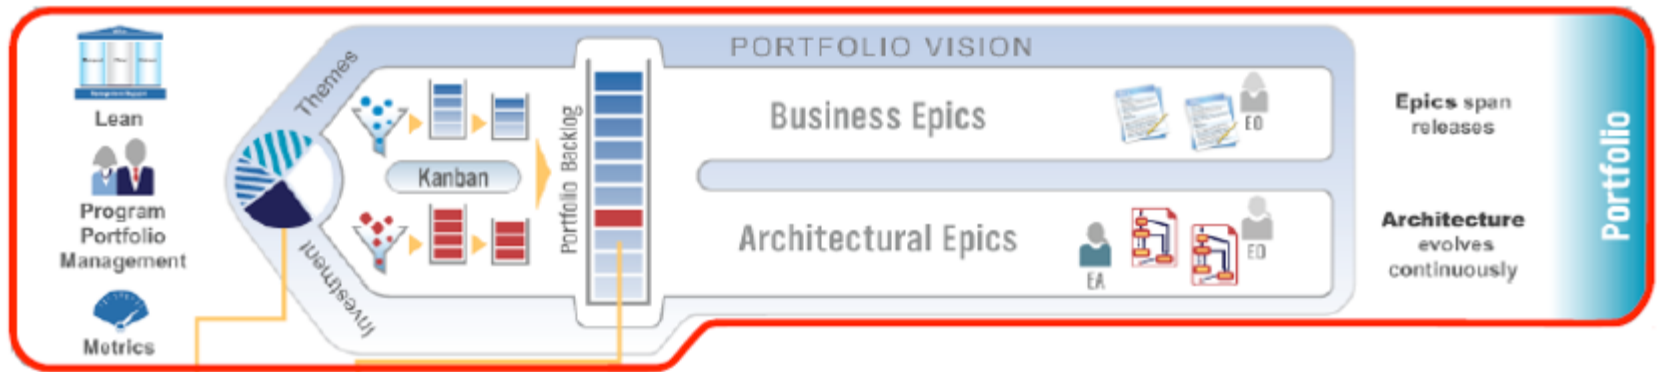 Lean
Program
Portfolio
Management
Metrics
Themes
Investment
Kanban
Portfolio Backlog
PORTFOLIO VISION
Business Epics
EO
Architectural Epics
EA
EO
Epics span
releases
Architecture
evolves
continuously
Portfolio